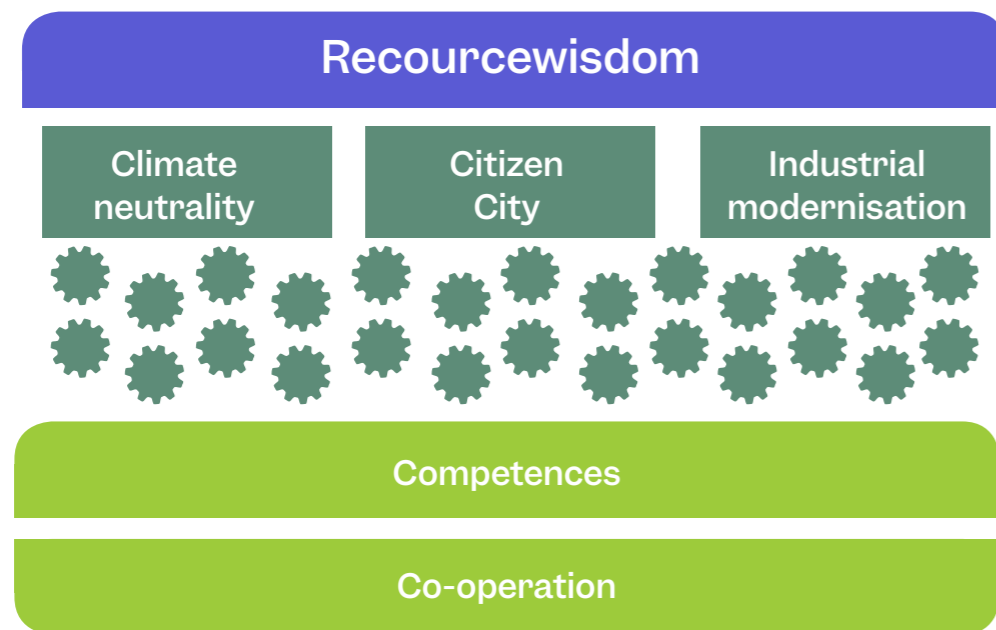 Recourcewisdom
Climate
neutrality
Citizen
City
Industrial
modernisation
Competences
Co-operation